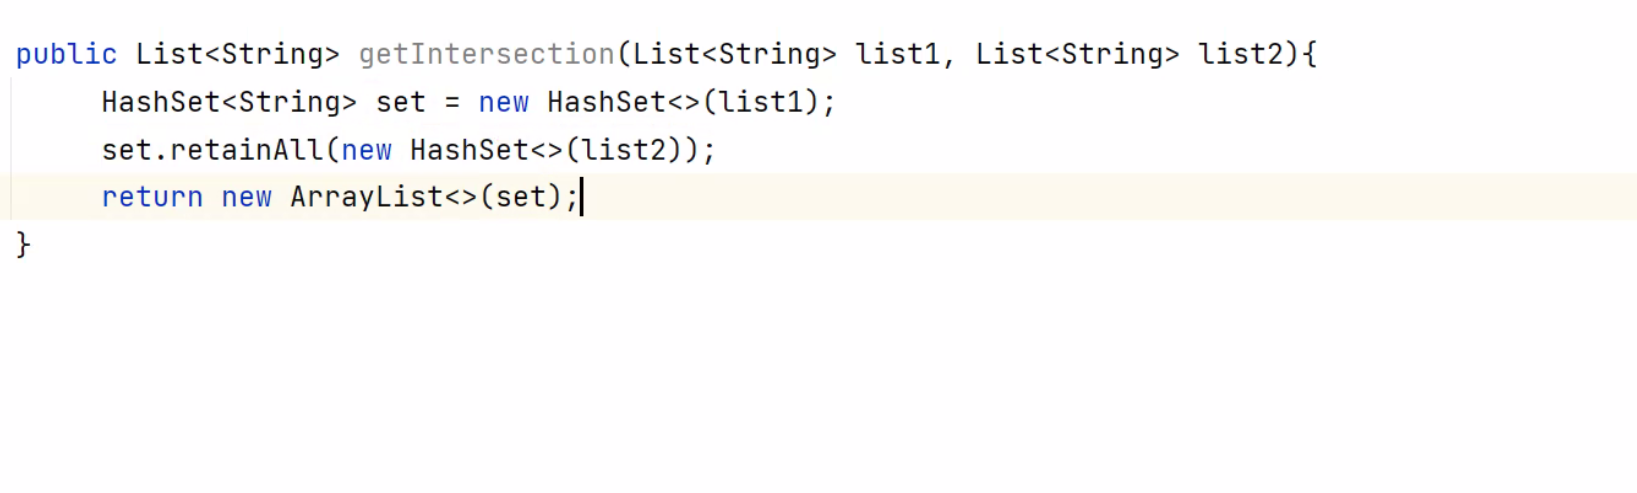 public List<String> getIntersection(List<String> list1, List<String> list2){
HashSet<String> set = new HashSet<>(list1);
set.retainAll(new HashSet<>(list2));
return new ArrayList<>(set);
}